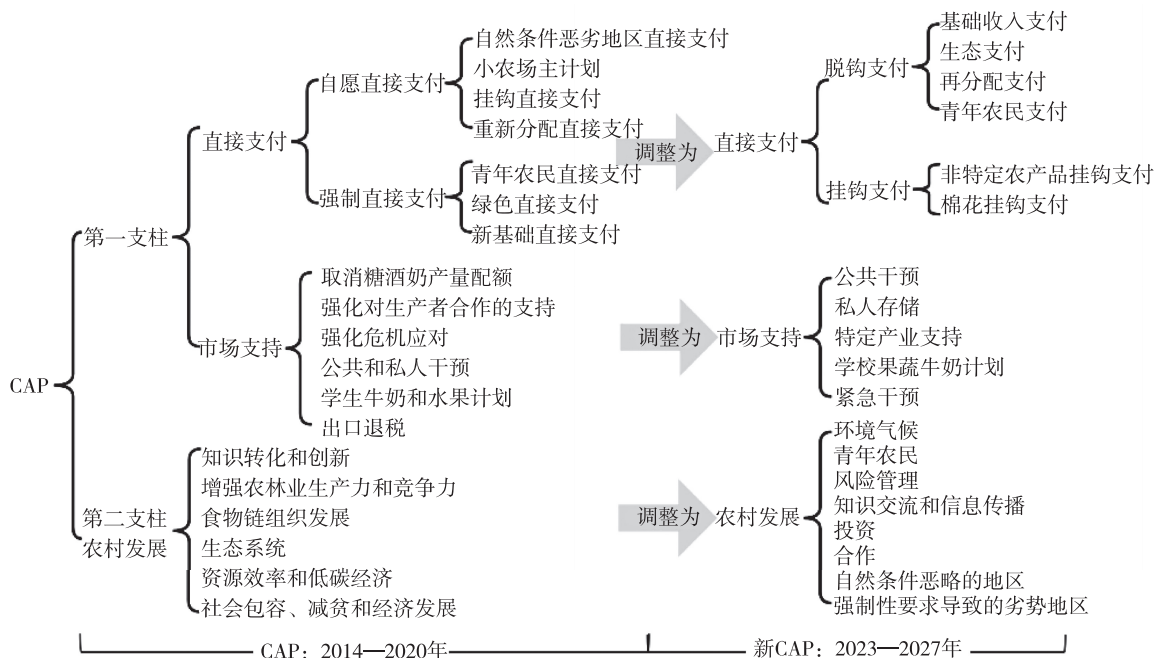 CAP
第一支柱
直接支付
自愿直接支付
自然条件恶劣地区直接支付
小农场主计划
挂钩直接支付
重新分配直接支付
强制直接支付
青年农民直接支付
绿色直接支付
新基础直接支付
市场支持
取消糖酒奶产量配额
强化对生产者合作的支持
强化危机应对
公共和私人干预
学生牛奶和水果计划
出口退税
第二支柱
农村发展
知识转化和创新
增强农林业生产力和竞争力
食物链组织发展
生态系统
资源效率和低碳经济
社会包容、减贫和经济发展
调整为
直接支付
脱钩支付
基础收入支付
生态支付
再分配支付
青年农民支付
挂钩支付
非特定农产品挂钩支付
棉花挂钩支付
调整为
市场支持
公共干预
私人存储
特定产业支持
学校果蔬牛奶计划
紧急干预
调整为
农村发展
环境气候
青年农民
风险管理
知识交流和信息传播
投资
合作
自然条件恶略的地区
强制性要求导致的劣势地区
CAP：2014—2020年
新CAP：2023—2027年